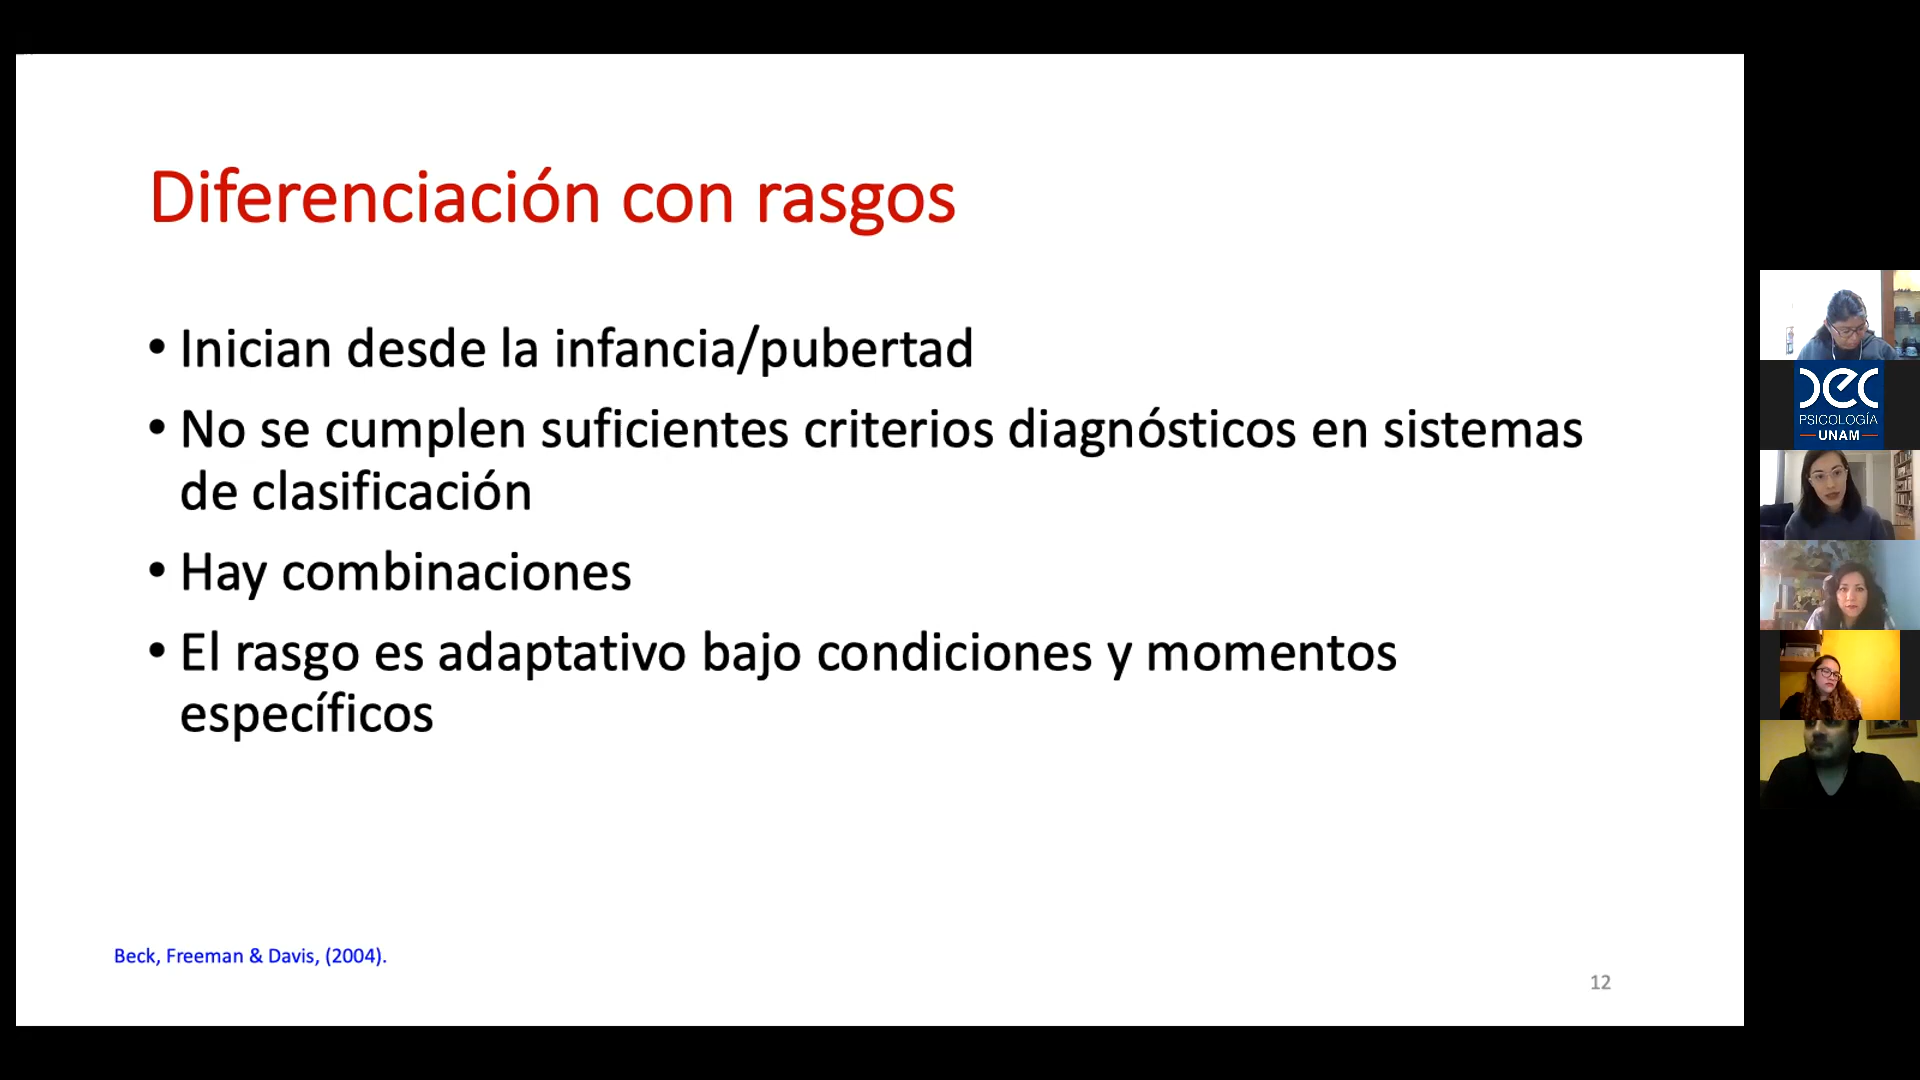 Diferenciación con rasgos
• Inician desde la infancia/pubertad
• No se cumplen suficientes criterios diagnósticos en sistemas
de clasificación
• Hay combinaciones
• El rasgo es adaptativo bajo condiciones y momentos
específicos
Beck, Freeman & Davis, (2004).
12
DEC
PSICOLOGÍA
UNAM